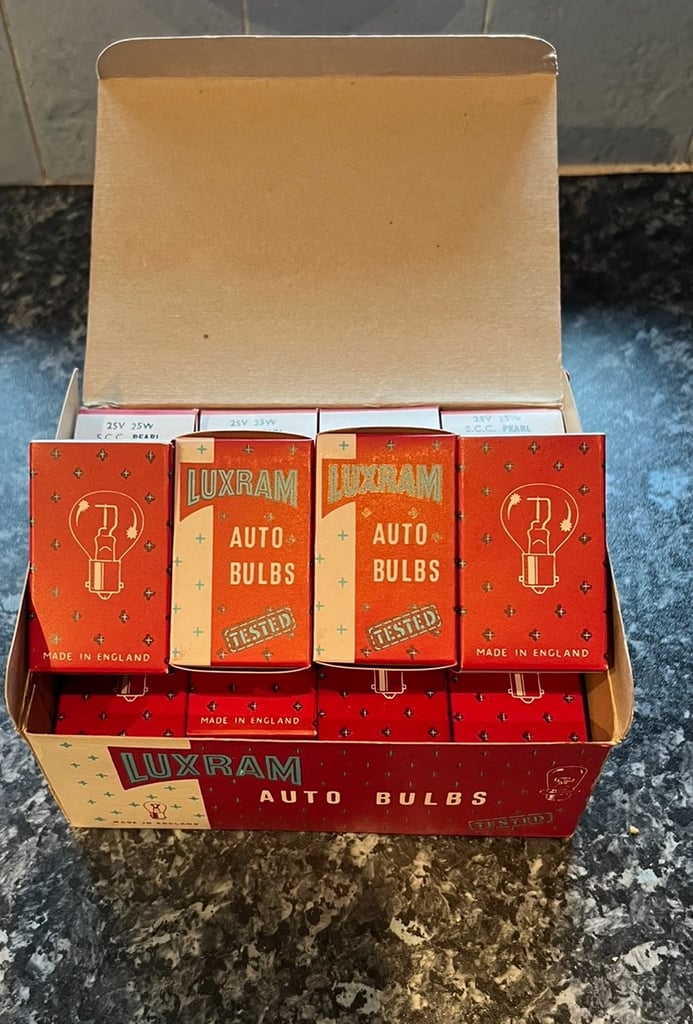 25V 25W
S.C.C. PEARL
25V 25W
PEARL
25V 25W
S.C.C. PEARL
MADE IN ENGLAND
LUXRAM
AUTO
BULBS
TESTED
LUXRAM
AUTO
BULBS
TESTED
MADE IN ENGLAND
MADE IN ENGLAND
LUXRAM
AUTO BULBS
MADE IN ENGLAND
TESTED